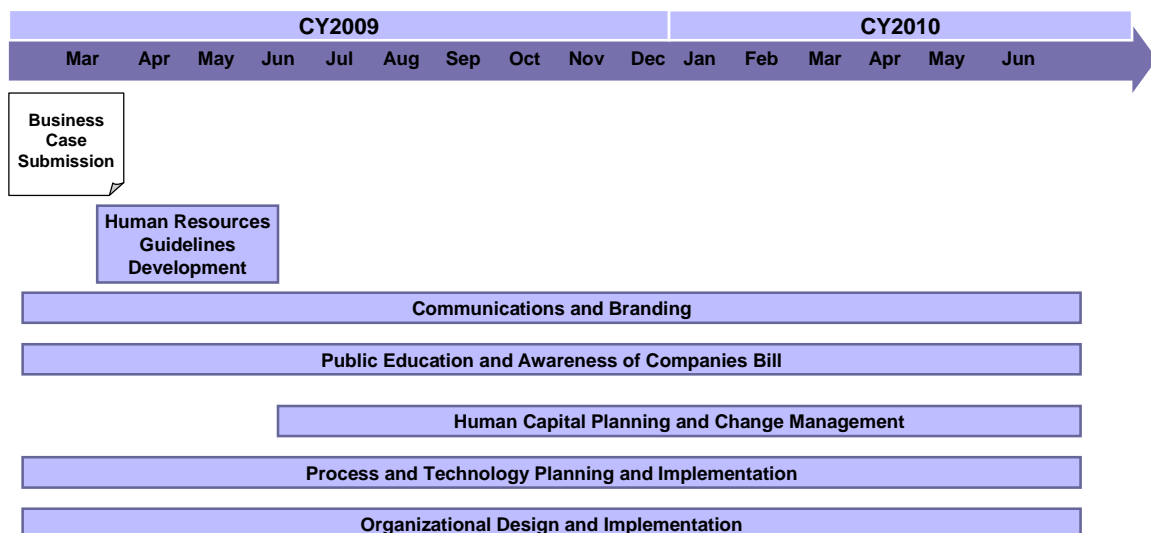 CY2009 CY2010
Mar Apr May Jun Jul Aug Sep Oct Nov Dec Jan Feb Mar Apr May Jun
Business
Case
Submission
Human Resources
Guidelines
Development
Communications and Branding
Public Education and Awareness of Companies Bill
Human Capital Planning and Change Management
Process and Technology Planning and Implementation
Organizational Design and Implementation